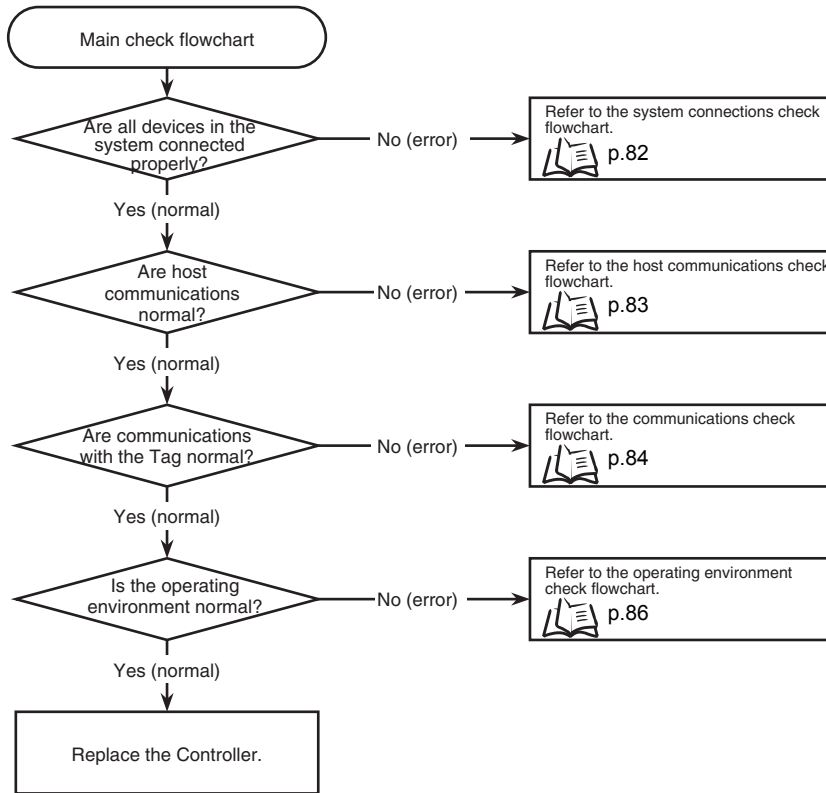 Main check flowchart
Are all devices in the
system connected
properly?
No (error)
Refer to the system connections check
flowchart.
p.82
Yes (normal)
Are host
communications
normal?
No (error)
Refer to the host communications check
flowchart.
p.83
Yes (normal)
Are communications
with the Tag normal?
No (error)
Refer to the communications check
flowchart.
p.84
Yes (normal)
Is the operating
environment normal?
No (error)
Refer to the operating environment
check flowchart.
p.86
Yes (normal)
Replace the Controller.